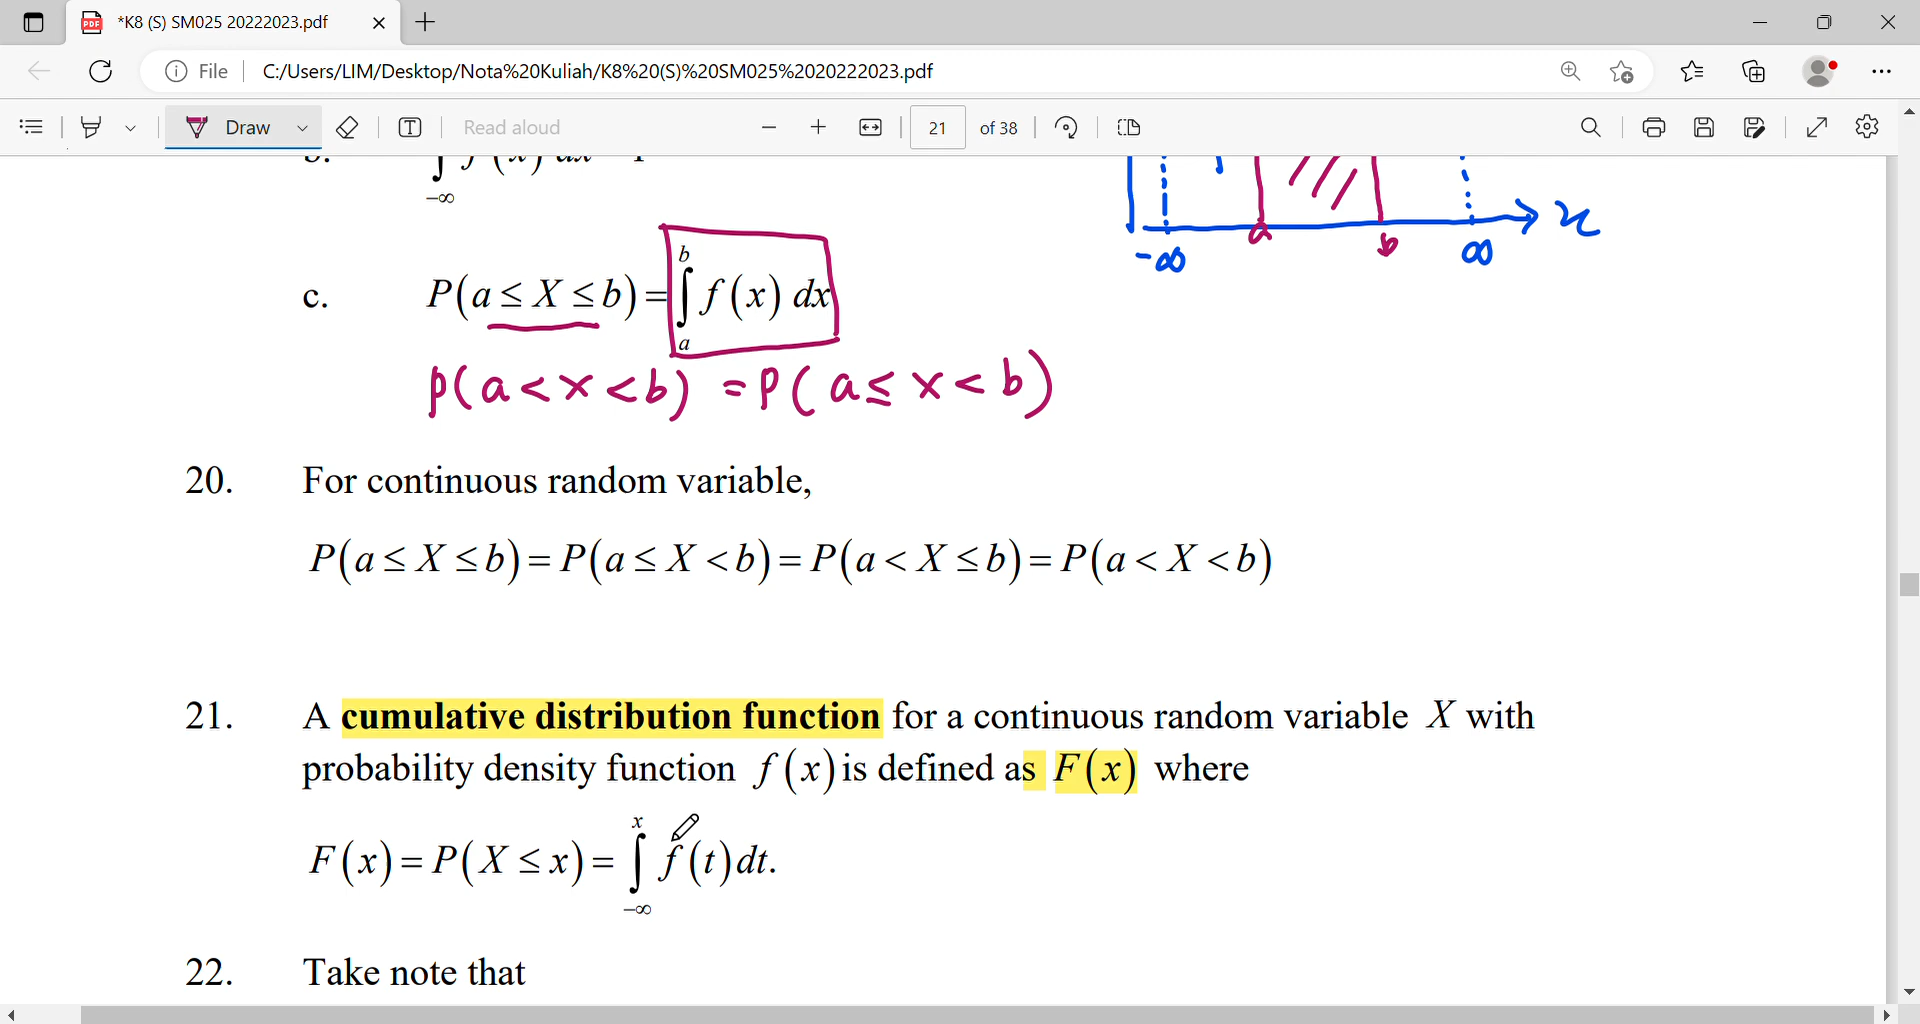 *K8 (S) SM025 20222023.pdf
File C:/Users/LIM/Desktop/Nota%20Kuliah/K8%20(S)%20SM025%2020222023.pdf
Draw Read aloud 21 of 38
−∞
-∞ a b ∞ x
c. P(a ≤ X ≤ b) = ∫_a^b f(x) dx
P(a < x < b) = P(a ≤ x < b)
20. For continuous random variable,
P(a ≤ X ≤ b) = P(a ≤ X < b) = P(a < X ≤ b) = P(a < X < b)
21. A cumulative distribution function for a continuous random variable X with
probability density function f(x) is defined as F(x) where
F(x) = P(X ≤ x) = ∫_{−∞}^x f(t) dt.
22. Take note that